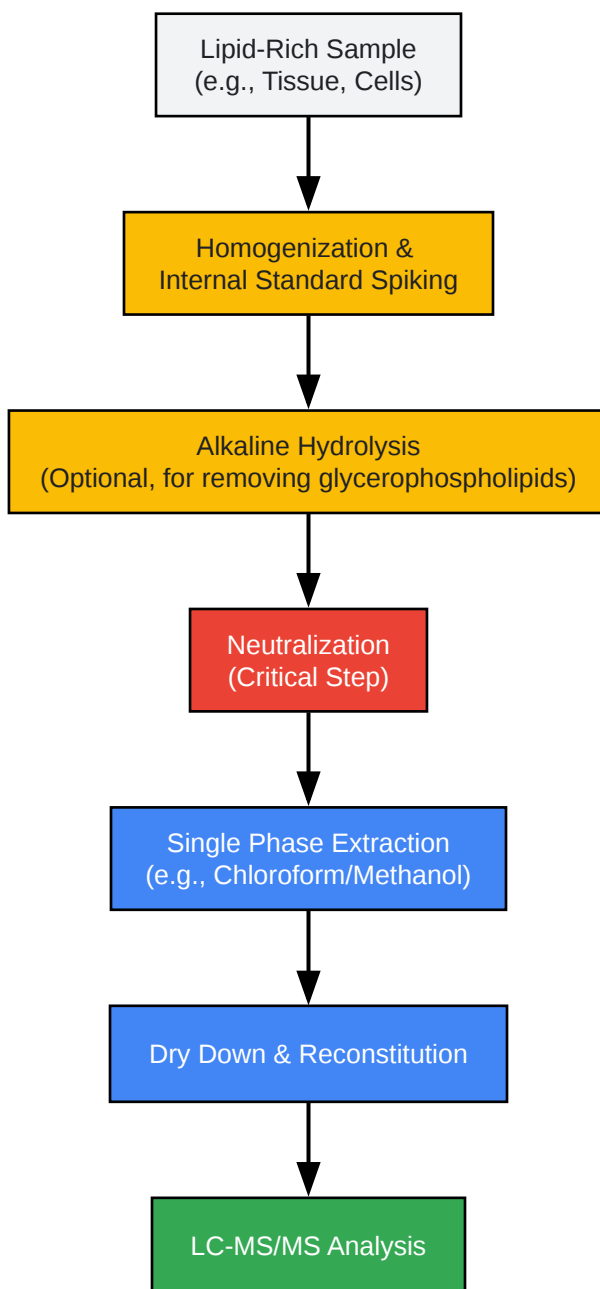 Lipid-Rich Sample
(e.g., Tissue, Cells)
Homogenization &
Internal Standard Spiking
Alkaline Hydrolysis
(Optional, for removing glycerophospholipids)
Neutralization
(Critical Step)
Single Phase Extraction
(e.g., Chloroform/Methanol)
Dry Down & Reconstitution
LC-MS/MS Analysis